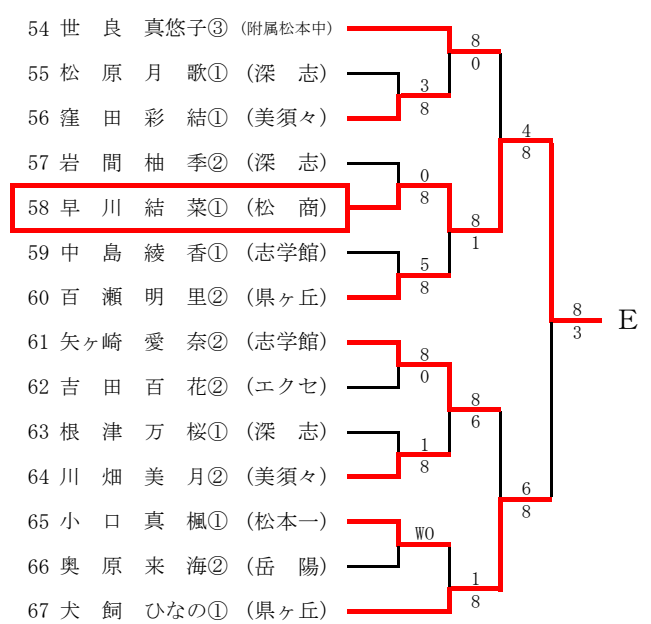 54 世 良 真悠子③ (附属松本中)
8
0
55 松 原 月 歌① (深 志)
3
8
56 窪 田 彩 結① (美須々)
4
8
57 岩 間 柚 季② (深 志)
0
8
58 早 川 結 菜① (松 商)
8
1
59 中 島 綾 香① (志学館)
5
8
60 百 瀬 明 里② (県ヶ丘)
8
3
E
61 矢ヶ崎 愛 奈② (志学館)
8
0
62 吉 田 百 花② (エクセ)
8
6
63 根 津 万 桜① (深 志)
1
8
64 川 畑 美 月② (美須々)
6
8
65 小 口 真 楓① (松本一)
WO
66 奥 原 来 海② (岳 陽)
1
8
67 犬 飼 ひなの① (県ヶ丘)